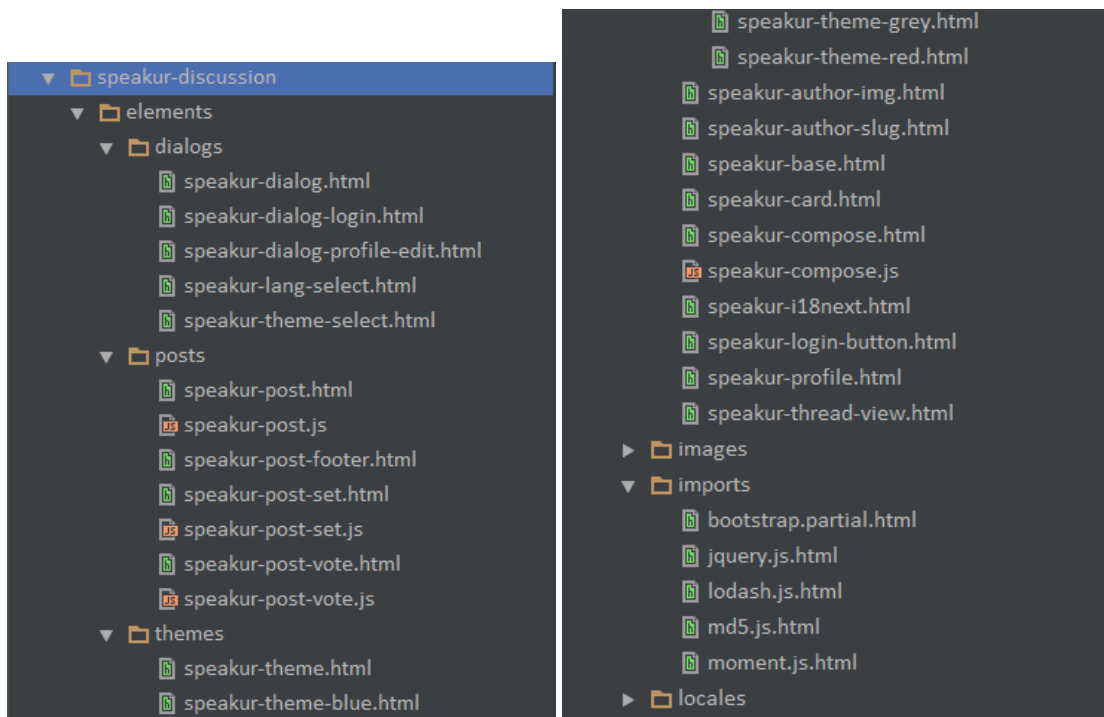 speakur-discussion
elements
dialogs
speakur-dialog.html
speakur-dialog-login.html
speakur-dialog-profile-edit.html
speakur-lang-select.html
speakur-theme-select.html
posts
speakur-post.html
speakur-post.js
speakur-post-footer.html
speakur-post-set.html
speakur-post-set.js
speakur-post-vote.html
speakur-post-vote.js
themes
speakur-theme.html
speakur-theme-blue.html
speakur-theme-grey.html
speakur-theme-red.html
speakur-author-img.html
speakur-author-slug.html
speakur-base.html
speakur-card.html
speakur-compose.html
speakur-compose.js
speakur-i18next.html
speakur-login-button.html
speakur-profile.html
speakur-thread-view.html
images
imports
bootstrap.partial.html
jquery.js.html
lodash.js.html
md5.js.html
moment.js.html
locales